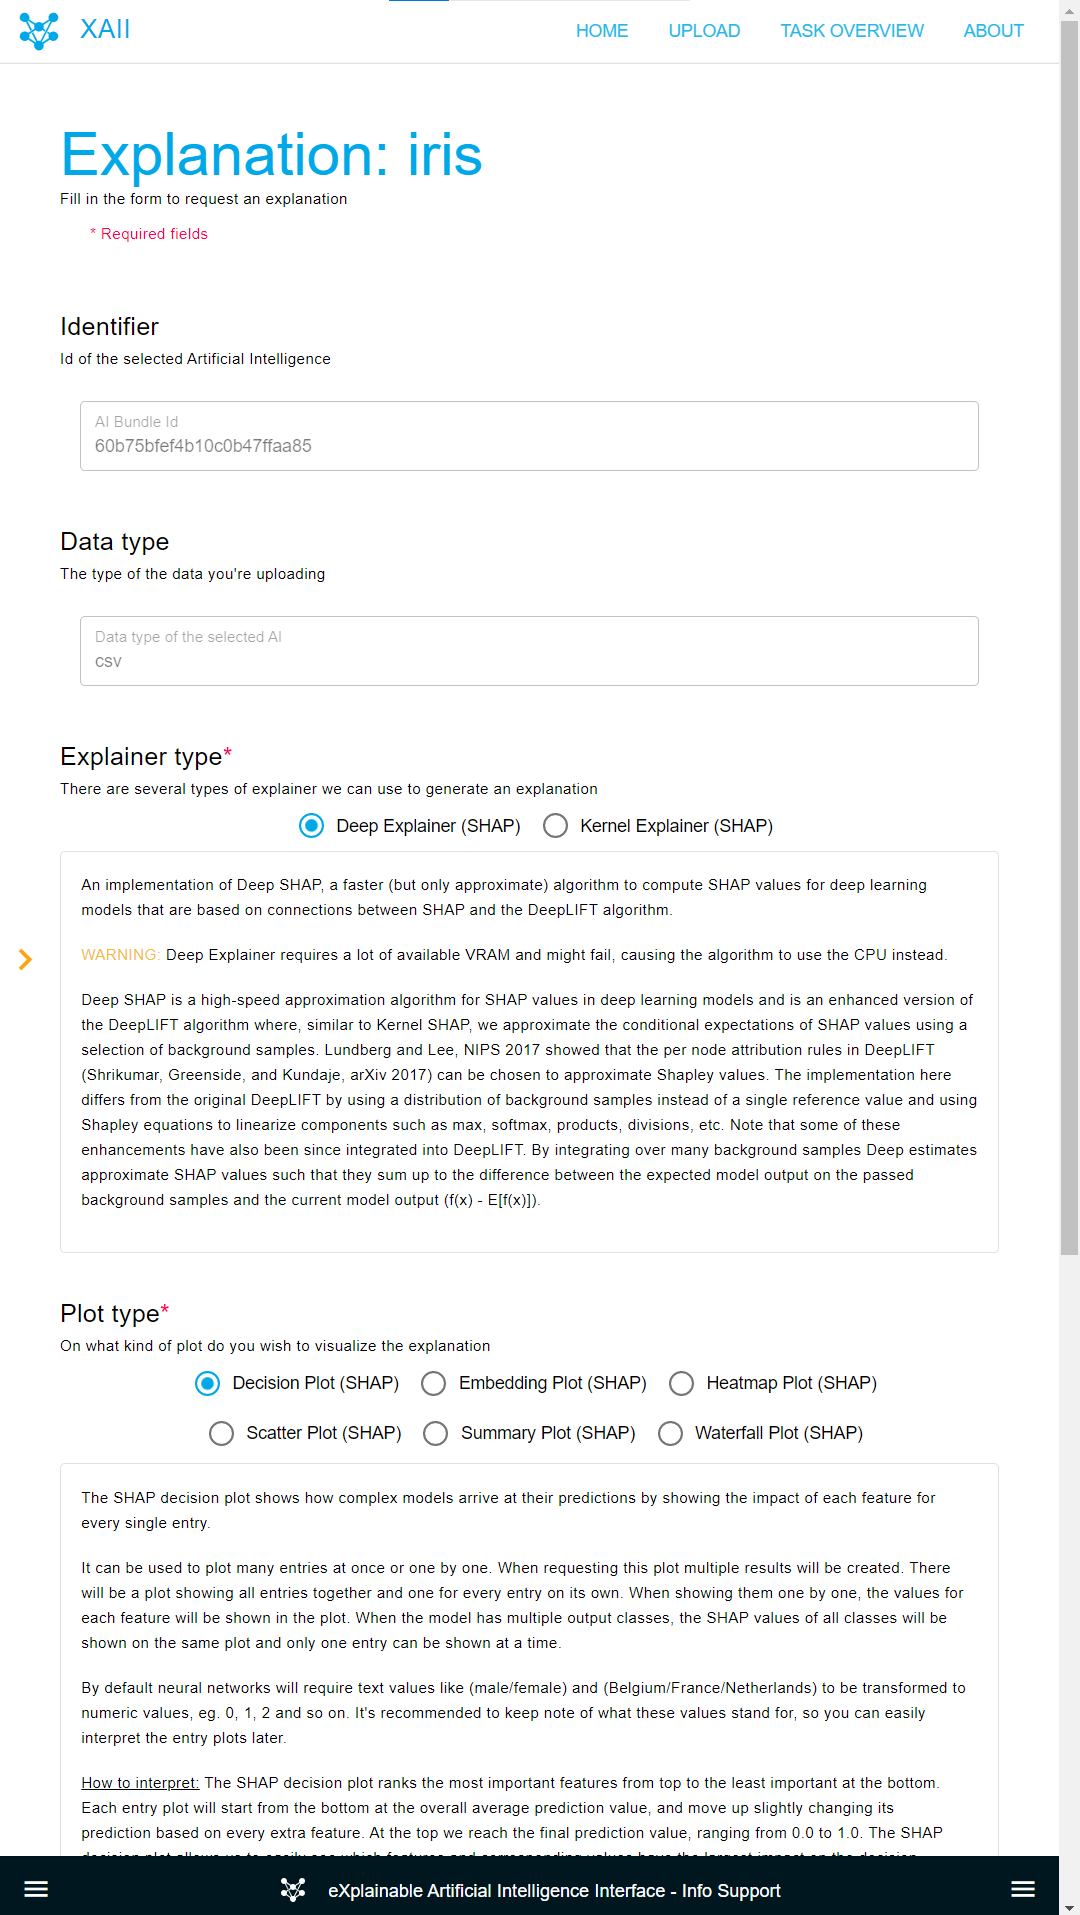 XAII
HOME UPLOAD TASK OVERVIEW ABOUT
Explanation: iris
Fill in the form to request an explanation
* Required fields
Identifier
Id of the selected Artificial Intelligence
AI Bundle Id
60b75bfef4b10c0b47ffaa85
Data type
The type of the data you're uploading
Data type of the selected AI
csv
Explainer type*
There are several types of explainer we can use to generate an explanation
Deep Explainer (SHAP) Kernel Explainer (SHAP)
An implementation of Deep SHAP, a faster (but only approximate) algorithm to compute SHAP values for deep learning
models that are based on connections between SHAP and the DeepLIFT algorithm.
WARNING: Deep Explainer requires a lot of available VRAM and might fail, causing the algorithm to use the CPU instead.
Deep SHAP is a high-speed approximation algorithm for SHAP values in deep learning models and is an enhanced version of
the DeepLIFT algorithm where, similar to Kernel SHAP, we approximate the conditional expectations of SHAP values using a
selection of background samples. Lundberg and Lee, NIPS 2017 showed that the per node attribution rules in DeepLIFT
(Shrikumar, Greenside, and Kundaje, arXiv 2017) can be chosen to approximate Shapley values. The implementation here
differs from the original DeepLIFT by using a distribution of background samples instead of a single reference value and using
Shapley equations to linearize components such as max, softmax, products, divisions, etc. Note that some of these
enhancements have also been since integrated into DeepLIFT. By integrating over many background samples Deep estimates
approximate SHAP values such that they sum up to the difference between the expected model output on the passed
background samples and the current model output (f(x) - E[f(x)]).
Plot type*
On what kind of plot do you wish to visualize the explanation
Decision Plot (SHAP) Embedding Plot (SHAP) Heatmap Plot (SHAP)
Scatter Plot (SHAP) Summary Plot (SHAP) Waterfall Plot (SHAP)
The SHAP decision plot shows how complex models arrive at their predictions by showing the impact of each feature for
every single entry.
It can be used to plot many entries at once or one by one. When requesting this plot multiple results will be created. There
will be a plot showing all entries together and one for every entry on its own. When showing them one by one, the values for
each feature will be shown in the plot. When the model has multiple output classes, the SHAP values of all classes will be
shown on the same plot and only one entry can be shown at a time.
By default neural networks will require text values like (male/female) and (Belgium/France/Netherlands) to be transformed to
numeric values, eg. 0, 1, 2 and so on. It's recommended to keep note of what these values stand for, so you can easily
interpret the entry plots later.
How to interpret: The SHAP decision plot ranks the most important features from top to the least important at the bottom.
Each entry plot will start from the bottom at the overall average prediction value, and move up slightly changing its
prediction based on every extra feature. At the top we reach the final prediction value, ranging from 0.0 to 1.0. The SHAP
eXplainable Artificial Intelligence Interface - Info Support